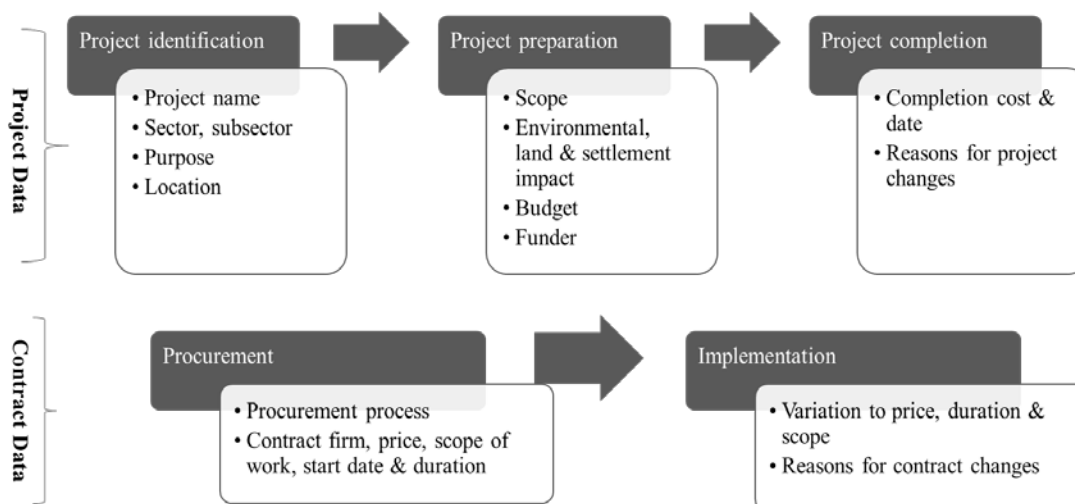 Project Data
Project identification
• Project name
• Sector, subsector
• Purpose
• Location
Project preparation
• Scope
• Environmental,
land & settlement
impact
• Budget
• Funder
Project completion
• Completion cost &
date
• Reasons for project
changes
Contract Data
Procurement
• Procurement process
• Contract firm, price, scope of
work, start date & duration
Implementation
• Variation to price, duration &
scope
• Reasons for contract changes